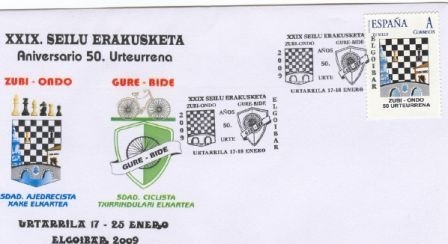 XXIX. SEILU ERAKUSKETA
Aniversario 50. Urteurrena
ZUBI - ONDO
GURE - BIDE
GURE - BIDE
SDAD. AJEDRECISTA
XAKE ELKARTEA
SDAD. CICLISTA
TXIRRINDULARI ELKARTEA
URTARRILA 17 - 25 ENERO
ELGOIBAR 2009
XXIX SEILU ERAKUSKETA
ZUBI-ONDO
GURE-BIDE
2009
AÑOS
50.
URTE
ELGOIBAR
URTARRILA 17-18 ENERO
XXIX SEILU ERAKUSKETA
ZUBI-ONDO
GURE-BIDE
2009
AÑOS
50.
URTE
ELGOIBAR
URTARRILA 17-18 ENERO
ESPAÑA
A
CORREOS
ZUBI - ONDO
50 URTEURRENA